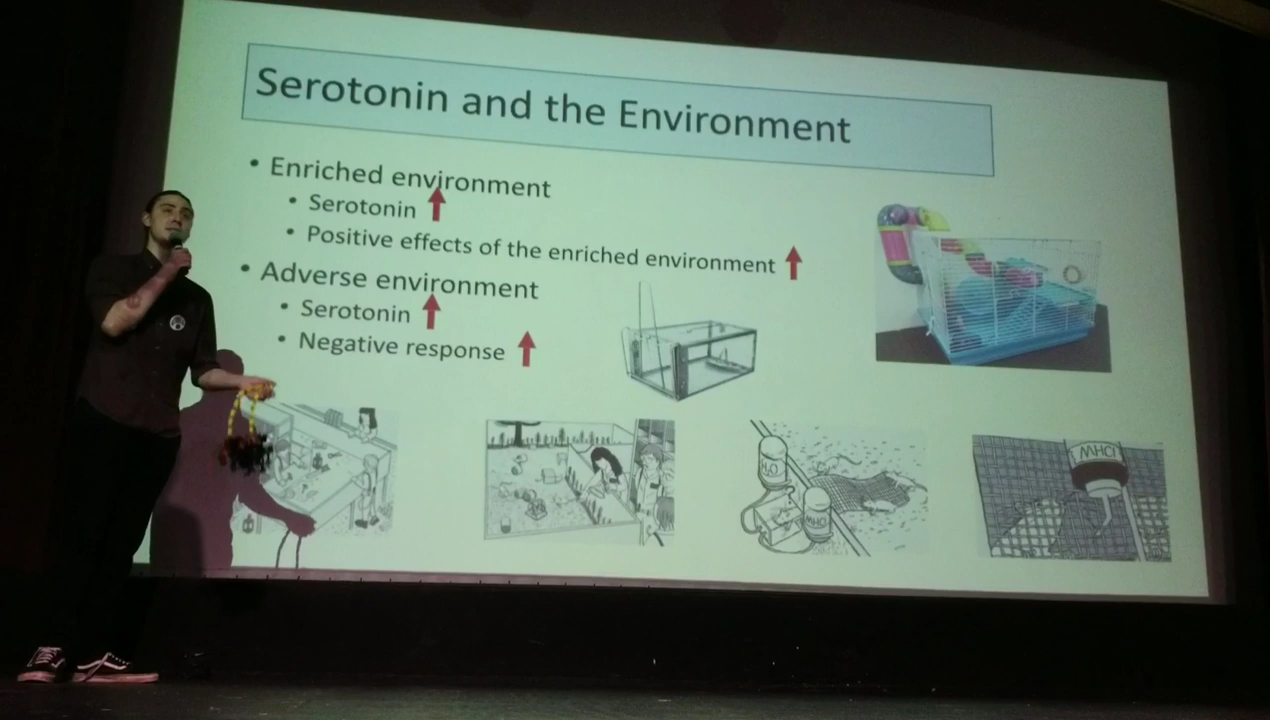 Serotonin and the Environment
• Enriched environment
• Serotonin
• Positive effects of the enriched environment
• Adverse environment
• Serotonin
• Negative response
H₂O
MHCl
MHCl